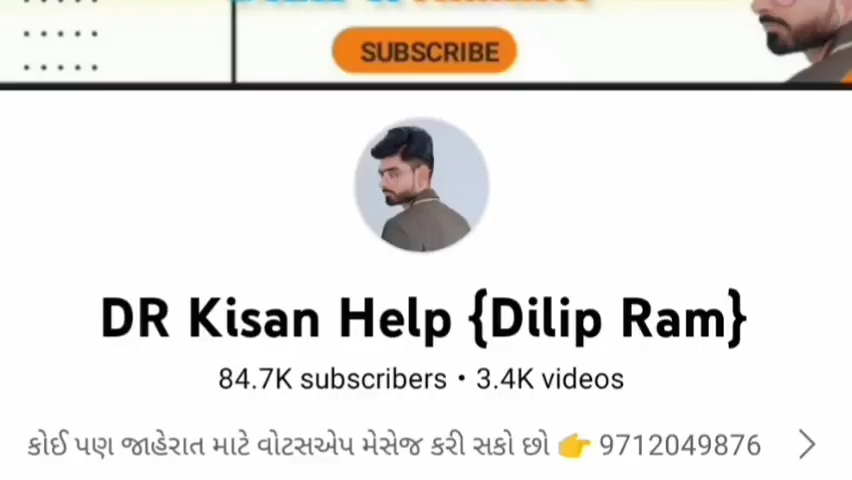 SUBSCRIBE
DR Kisan Help {Dilip Ram}
84.7K subscribers • 3.4K videos
કોઈ પણ જાહેરાત માટે વોટસએપ મેસેજ કરી સકો છો 👉 9712049876